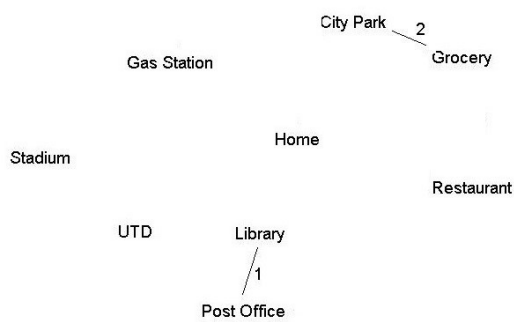 City Park
2
Grocery
Gas Station
Home
Stadium
Restaurant
UTD
Library
1
Post Office